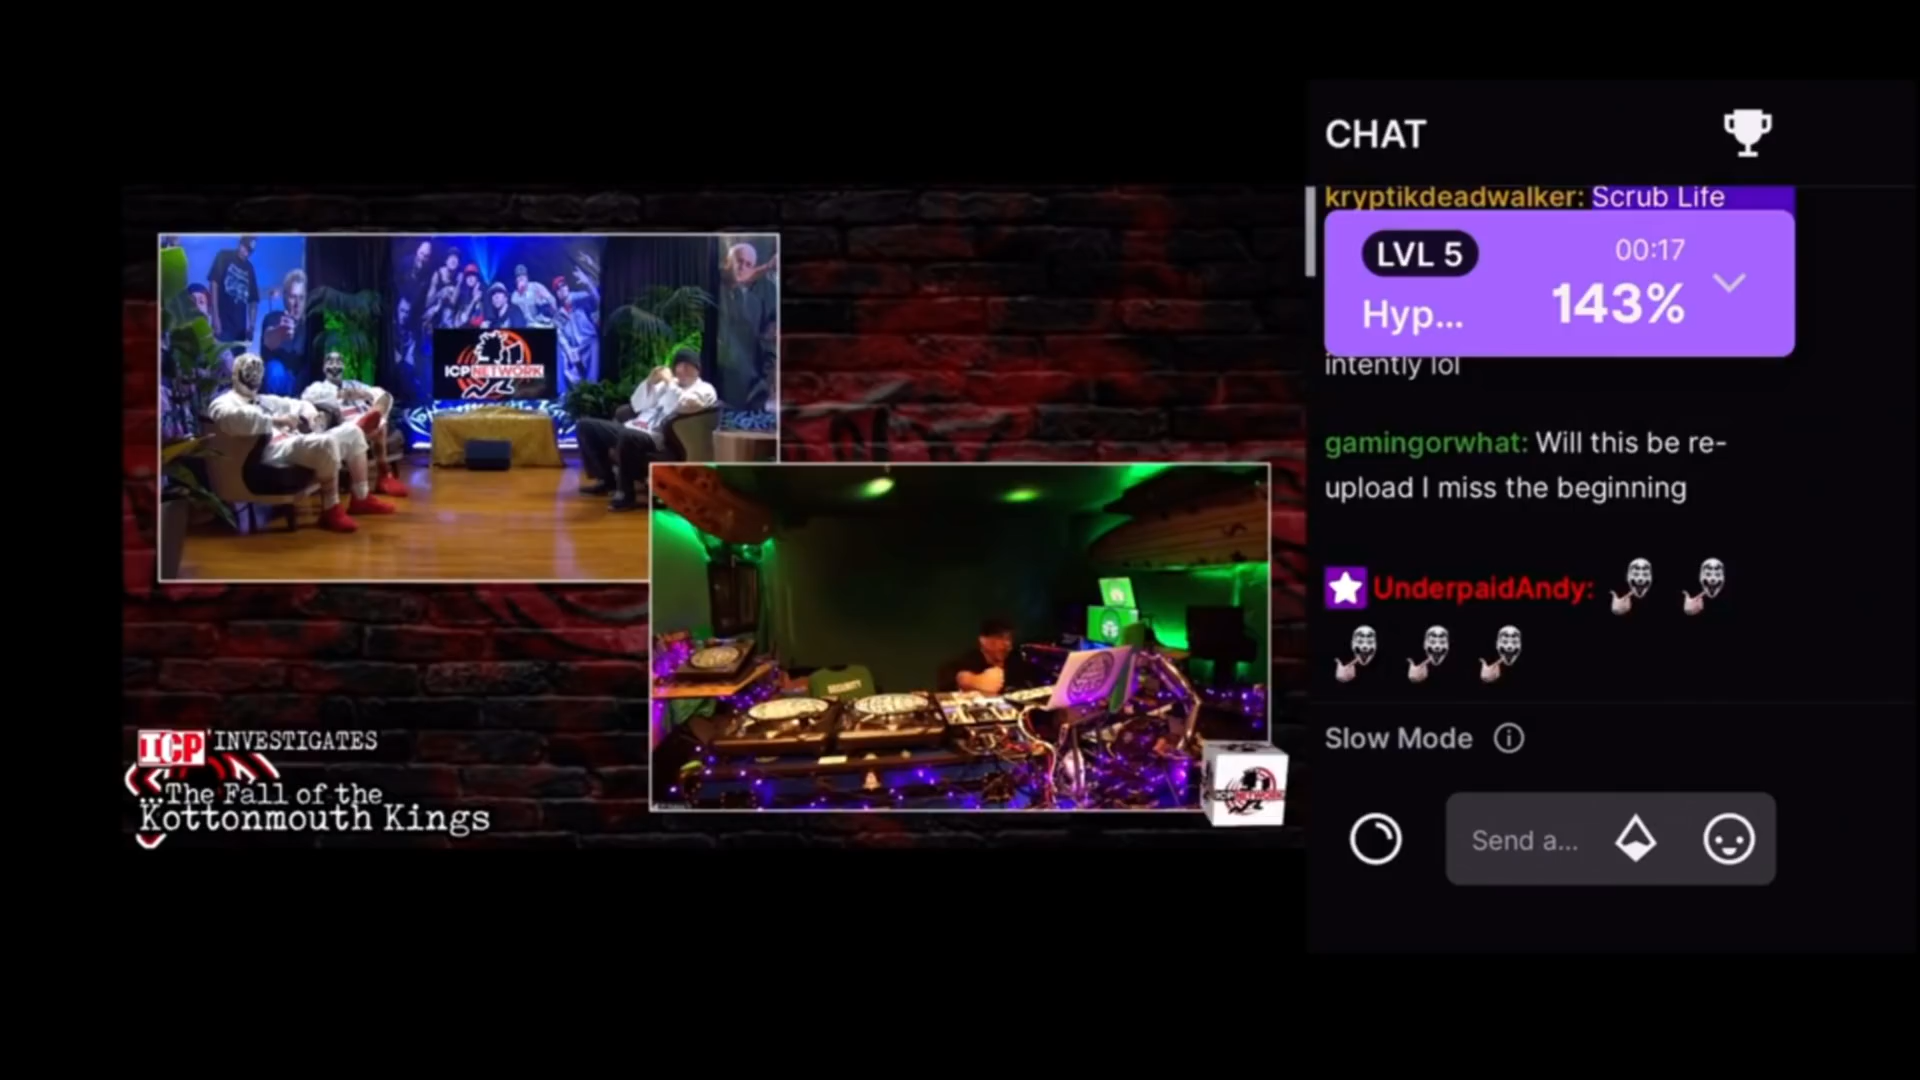 ICP NETWORK
SECURITY
ICP INVESTIGATES
The Fall of the
Kottonmouth Kings
CHAT
kryptikdeadwalker: Scrub Life
LVL 5
00:17
Hyp...
143%
intently lol
gamingorwhat: Will this be re-
upload I miss the beginning
UnderpaidAndy:
Slow Mode
Send a...